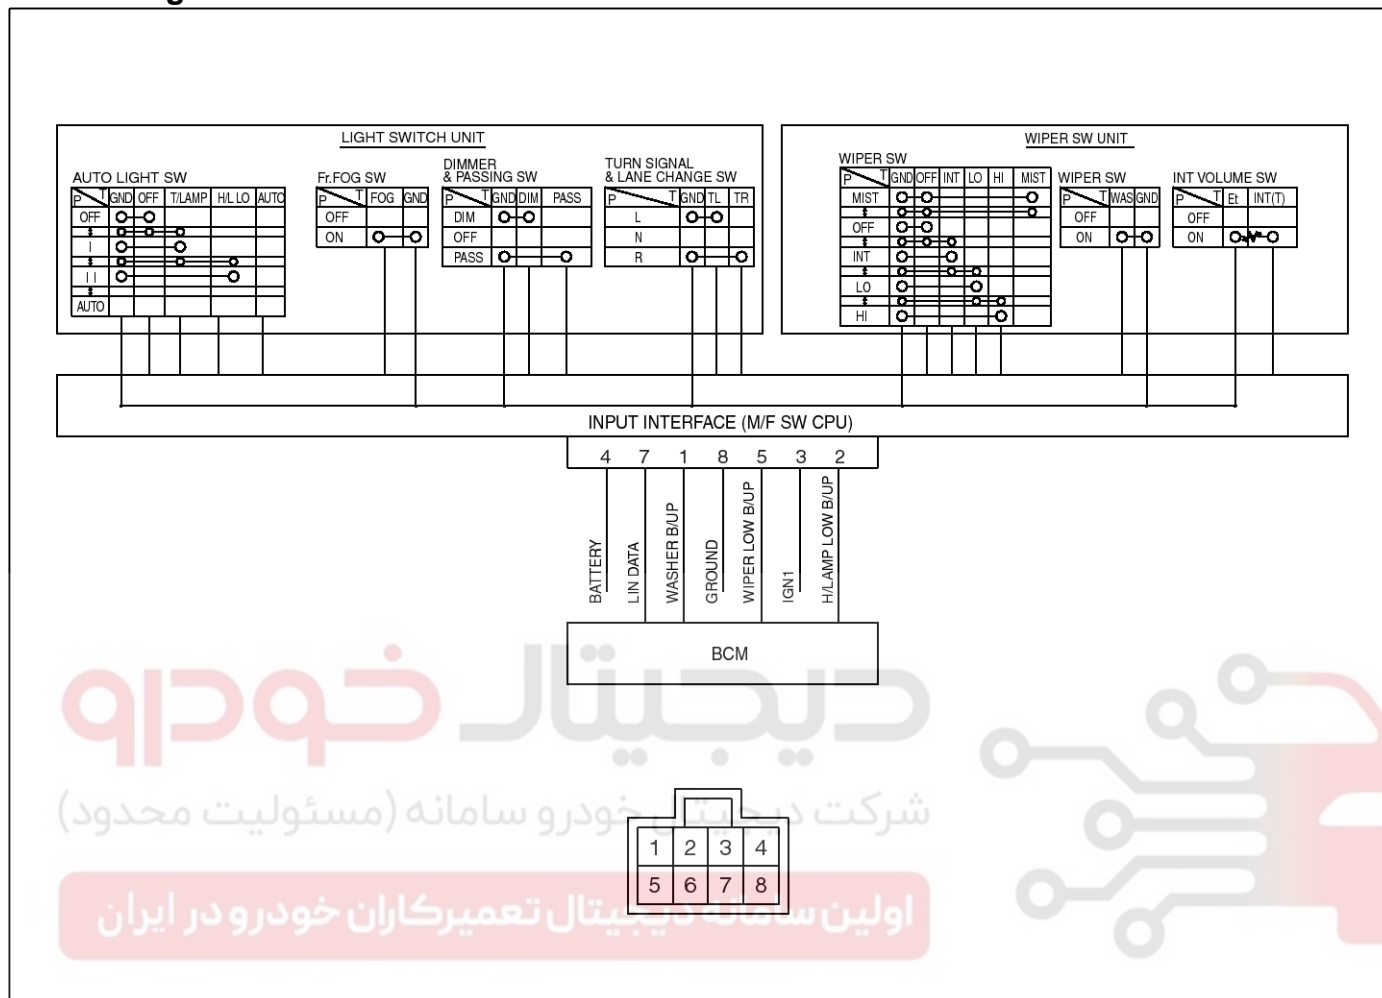 LIGHT SWITCH UNIT
AUTO LIGHT SW
P T GND OFF T/LAMP H/L LO AUTO
OFF
I
I I
AUTO
Fr.FOG SW
P T FOG GND
OFF
ON
DIMMER
& PASSING SW
P T GND DIM PASS
DIM
OFF
PASS
TURN SIGNAL
& LANE CHANGE SW
P T GND TL TR
L
N
R
WIPER SW UNIT
WIPER SW
P T GND OFF INT LO HI MIST
MIST
OFF
INT
LO
HI
WIPER SW
P T WAS GND
OFF
ON
INT VOLUME SW
P T Et INT(T)
OFF
ON
INPUT INTERFACE (M/F SW CPU)
4 7 1 8 5 3 2
BATTERY
LIN DATA
WASHER B/UP
GROUND
WIPER LOW B/UP
IGN1
H/LAMP LOW B/UP
BCM
دیجیتال خودرو
شرکت دیجیتال خودرو سامانه (مسئولیت محدود)
1 2 3 4
5 6 7 8
اولین سامانه دیجیتال تعمیرکاران خودرو در ایران